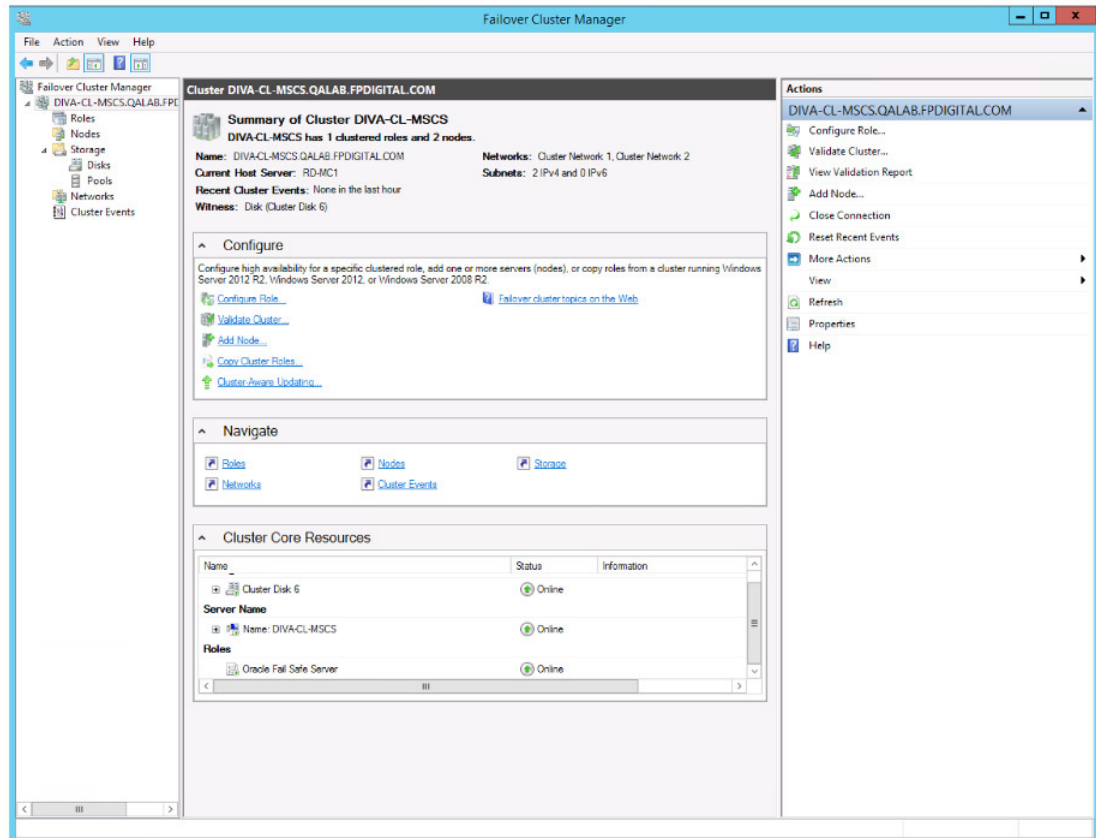 Failover Cluster Manager
File Action View Help
Failover Cluster Manager
DIVA-CL-MSCS.QALAB.FPD
Roles
Nodes
Storage
Disks
Pools
Networks
Cluster Events
Cluster DIVA-CL-MSCS.QALAB.FPDIGITAL.COM
Summary of Cluster DIVA-CL-MSCS
DIVA-CL-MSCS has 1 clustered roles and 2 nodes.
Name: DIVA-CL-MSCS.QALAB.FPDIGITAL.COM Networks: Cluster Network 1, Cluster Network 2
Current Host Server: RD-MC1 Subnets: 2 IPv4 and 0 IPv6
Recent Cluster Events: None in the last hour
Witness: Disk (Cluster Disk 6)
Configure
Configure high availability for a specific clustered role, add one or more servers (nodes), or copy roles from a cluster running Windows
Server 2012 R2, Windows Server 2012, or Windows Server 2008 R2.
Configure Role... Failover cluster topics on the Web
Validate Cluster...
Add Node...
Copy Cluster Roles...
Cluster-Aware Updating...
Navigate
Roles Nodes Storage
Networks Cluster Events
Cluster Core Resources
Name Status Information
Cluster Disk 6 Online
Server Name
Name: DIVA-CL-MSCS Online
Roles
Oracle Fail Safe Server Online
Actions
DIVA-CL-MSCS.QALAB.FPDIGITAL.COM
Configure Role...
Validate Cluster...
View Validation Report
Add Node...
Close Connection
Reset Recent Events
More Actions
View
Refresh
Properties
Help